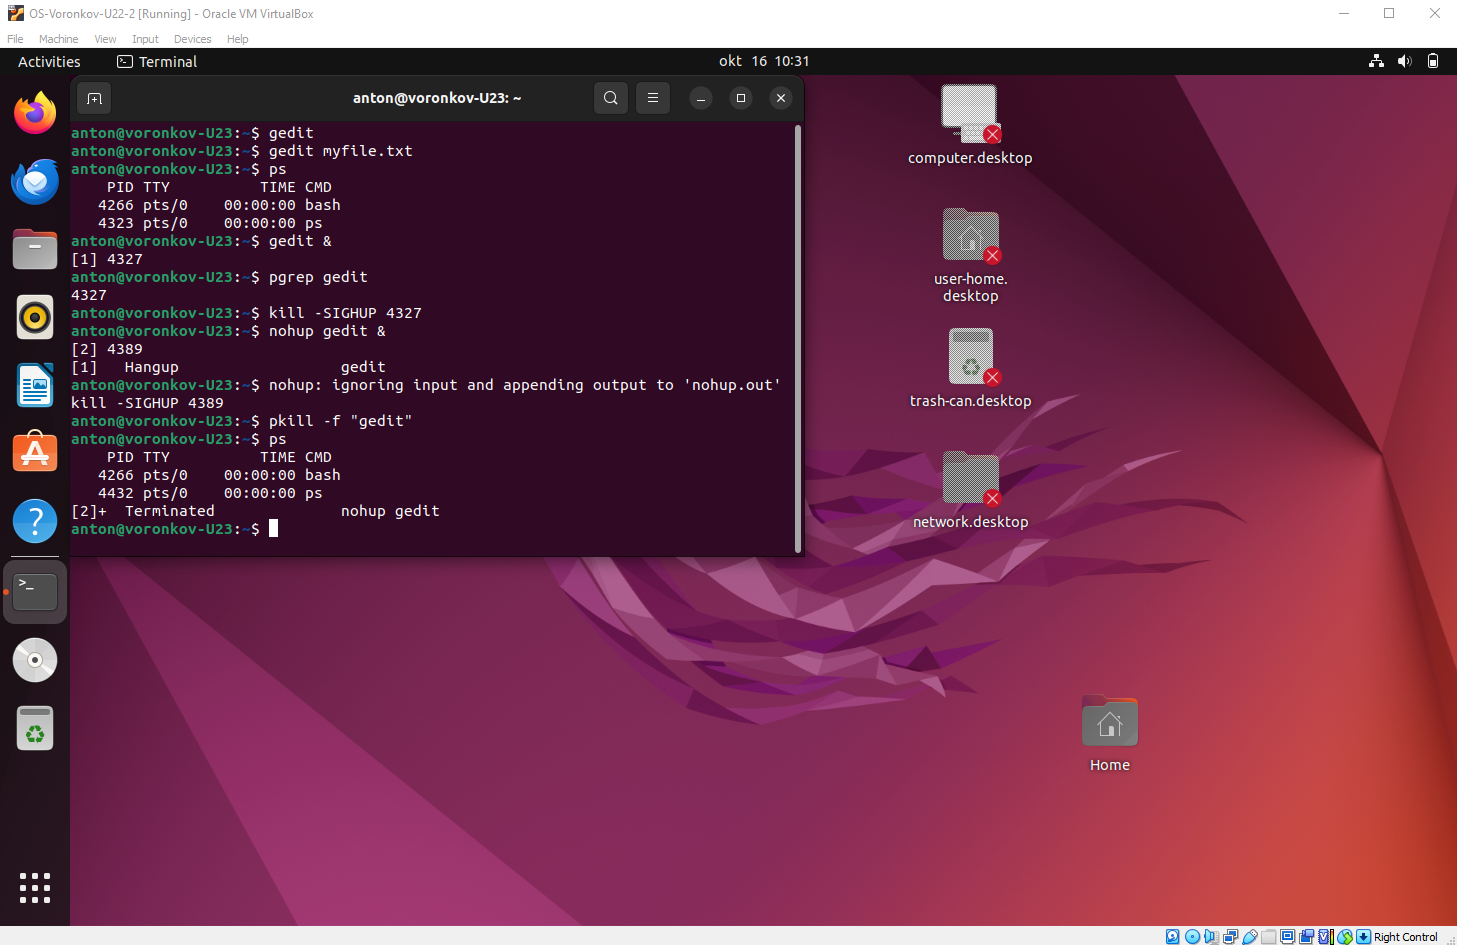 OS-Voronkov-U22-2 [Running] - Oracle VM VirtualBox
File Machine View Input Devices Help
Activities Terminal okt 16 10:31
anton@voronkov-U23: ~
anton@voronkov-U23:~$ gedit
anton@voronkov-U23:~$ gedit myfile.txt
anton@voronkov-U23:~$ ps
    PID TTY          TIME CMD
   4266 pts/0    00:00:00 bash
   4323 pts/0    00:00:00 ps
anton@voronkov-U23:~$ gedit &
[1] 4327
anton@voronkov-U23:~$ pgrep gedit
4327
anton@voronkov-U23:~$ kill -SIGHUP 4327
anton@voronkov-U23:~$ nohup gedit &
[2] 4389
[1]   Hangup                  gedit
anton@voronkov-U23:~$ nohup: ignoring input and appending output to 'nohup.out'
kill -SIGHUP 4389
anton@voronkov-U23:~$ pkill -f "gedit"
anton@voronkov-U23:~$ ps
    PID TTY          TIME CMD
   4266 pts/0    00:00:00 bash
   4432 pts/0    00:00:00 ps
[2]+  Terminated              nohup gedit
anton@voronkov-U23:~$
computer.desktop
user-home.
desktop
trash-can.desktop
network.desktop
Home
Right Control